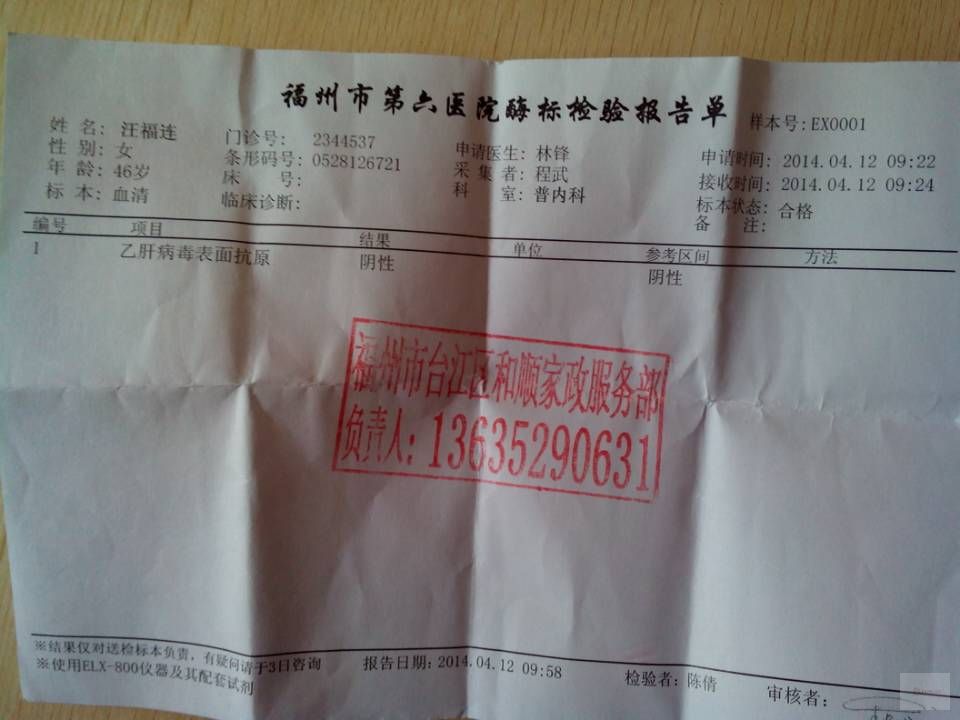 福州市第六医院酶标检验报告单
样本号:EX0001
姓 名: 汪福连 门诊号: 2344537 申请医生: 林锋 申请时间: 2014.04.12 09:22
性 别: 女 条形码号: 0528126721 采 集 者: 程武 接收时间: 2014.04.12 09:24
年 龄: 46岁 床 号: 科 室: 普内科 标本状态: 合格
标 本: 血清 临床诊断: 备 注:
编号 项目 结果 单位 参考区间 方法
1 乙肝病毒表面抗原 阴性 阴性
福州市台江区和顺家政服务部
负责人: 13635290631
※结果仅对送检标本负责，有疑问请于3日咨询 报告日期: 2014.04.12 09:58 检验者: 陈倩 审核者:
※使用ELX-800仪器及其配套试剂